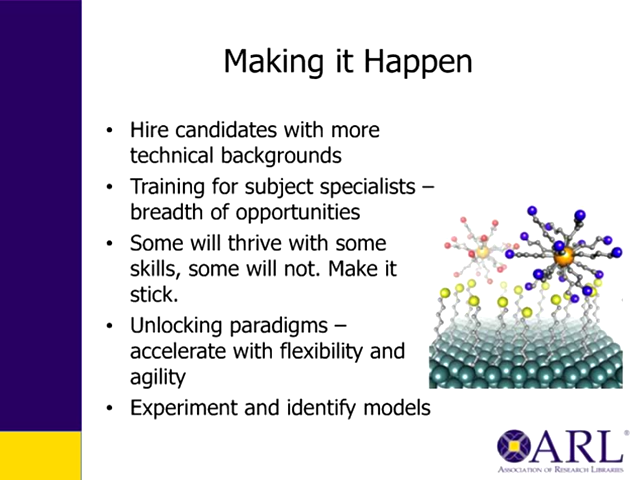 Making it Happen
• Hire candidates with more
technical backgrounds
• Training for subject specialists –
breadth of opportunities
• Some will thrive with some
skills, some will not. Make it
stick.
• Unlocking paradigms –
accelerate with flexibility and
agility
• Experiment and identify models
ARL®
ASSOCIATION OF RESEARCH LIBRARIES